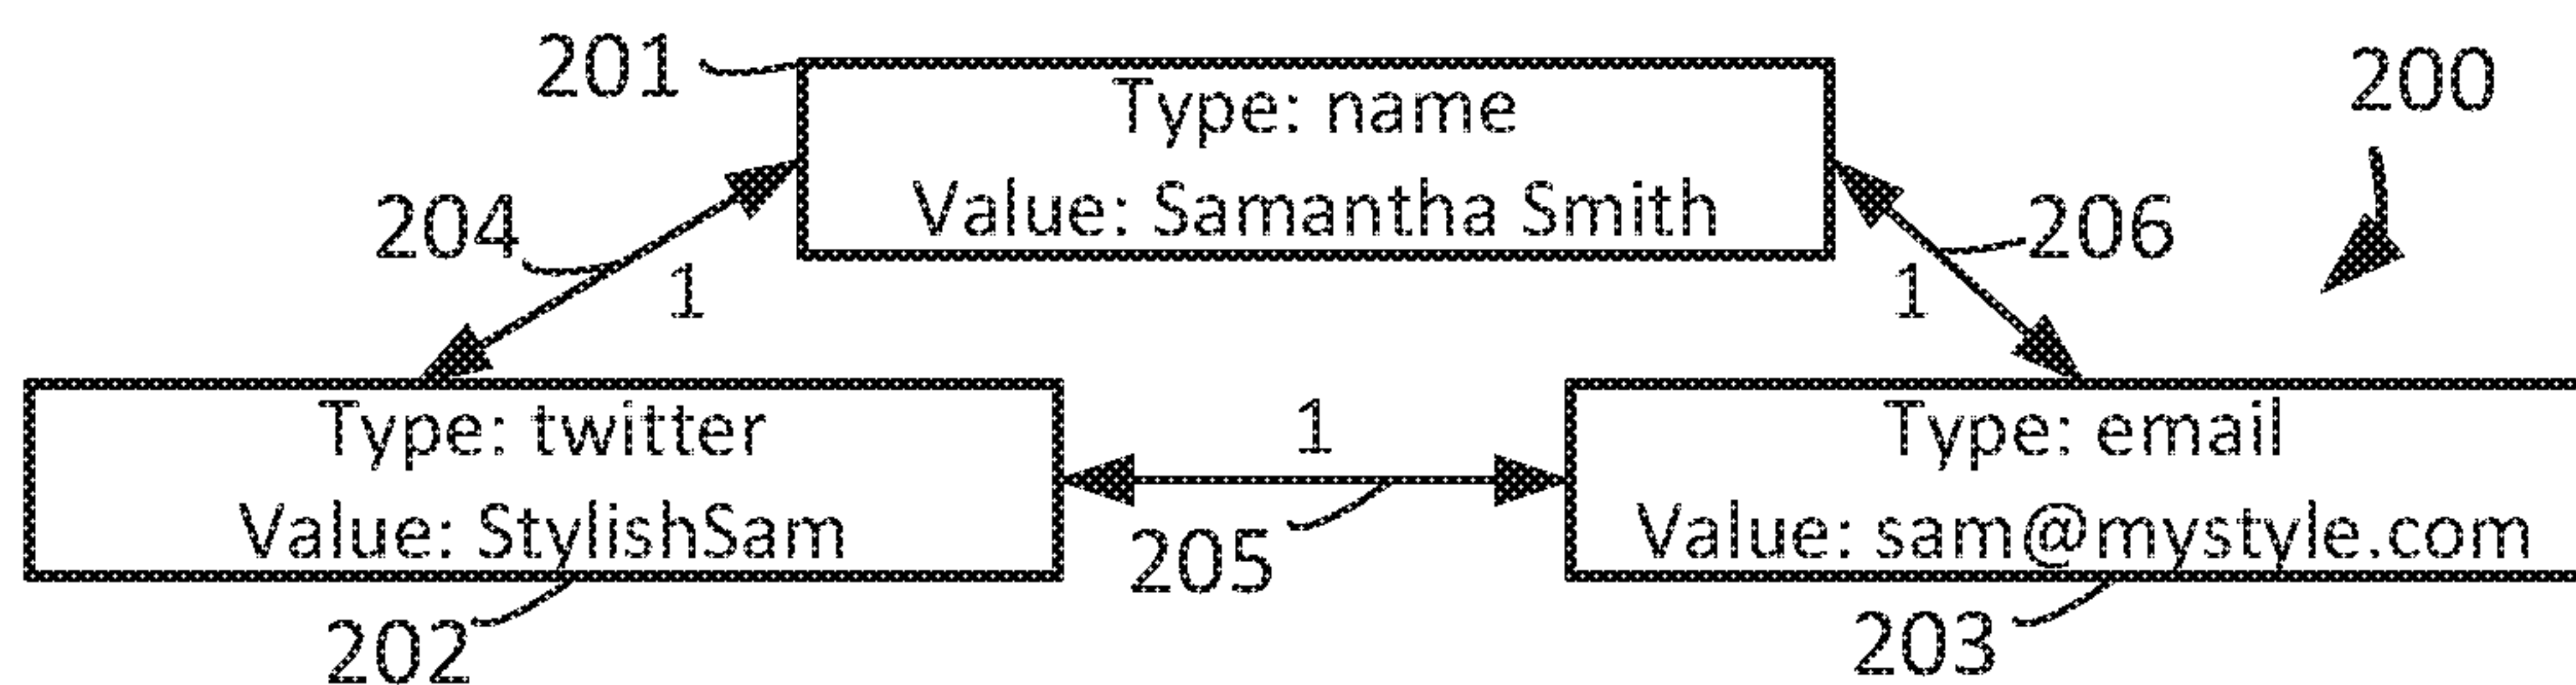 201
Type: name
Value: Samantha Smith
200
204
1
206
1
Type: twitter
Value: StylishSam
1
205
Type: email
Value: sam@mystyle.com
202
203